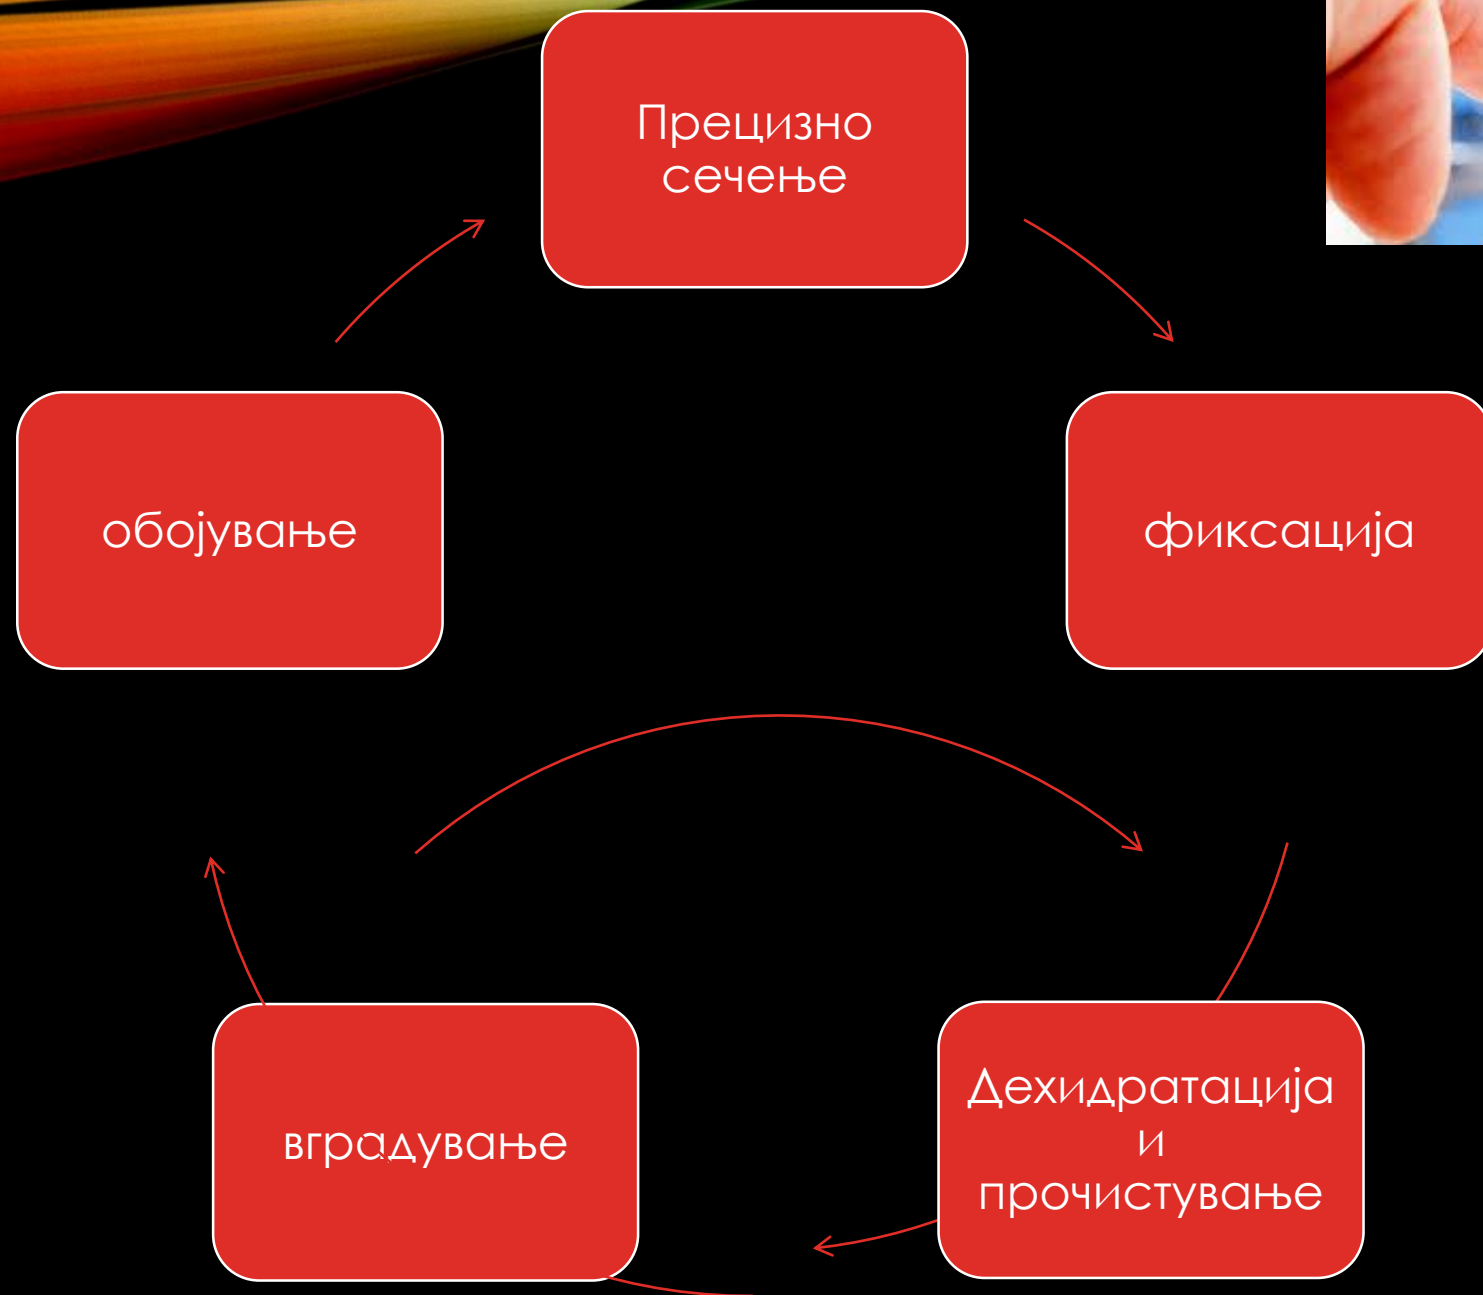 Прецизно
сечење
обојување
фиксација
вградување
Дехидратација
и
прочистување